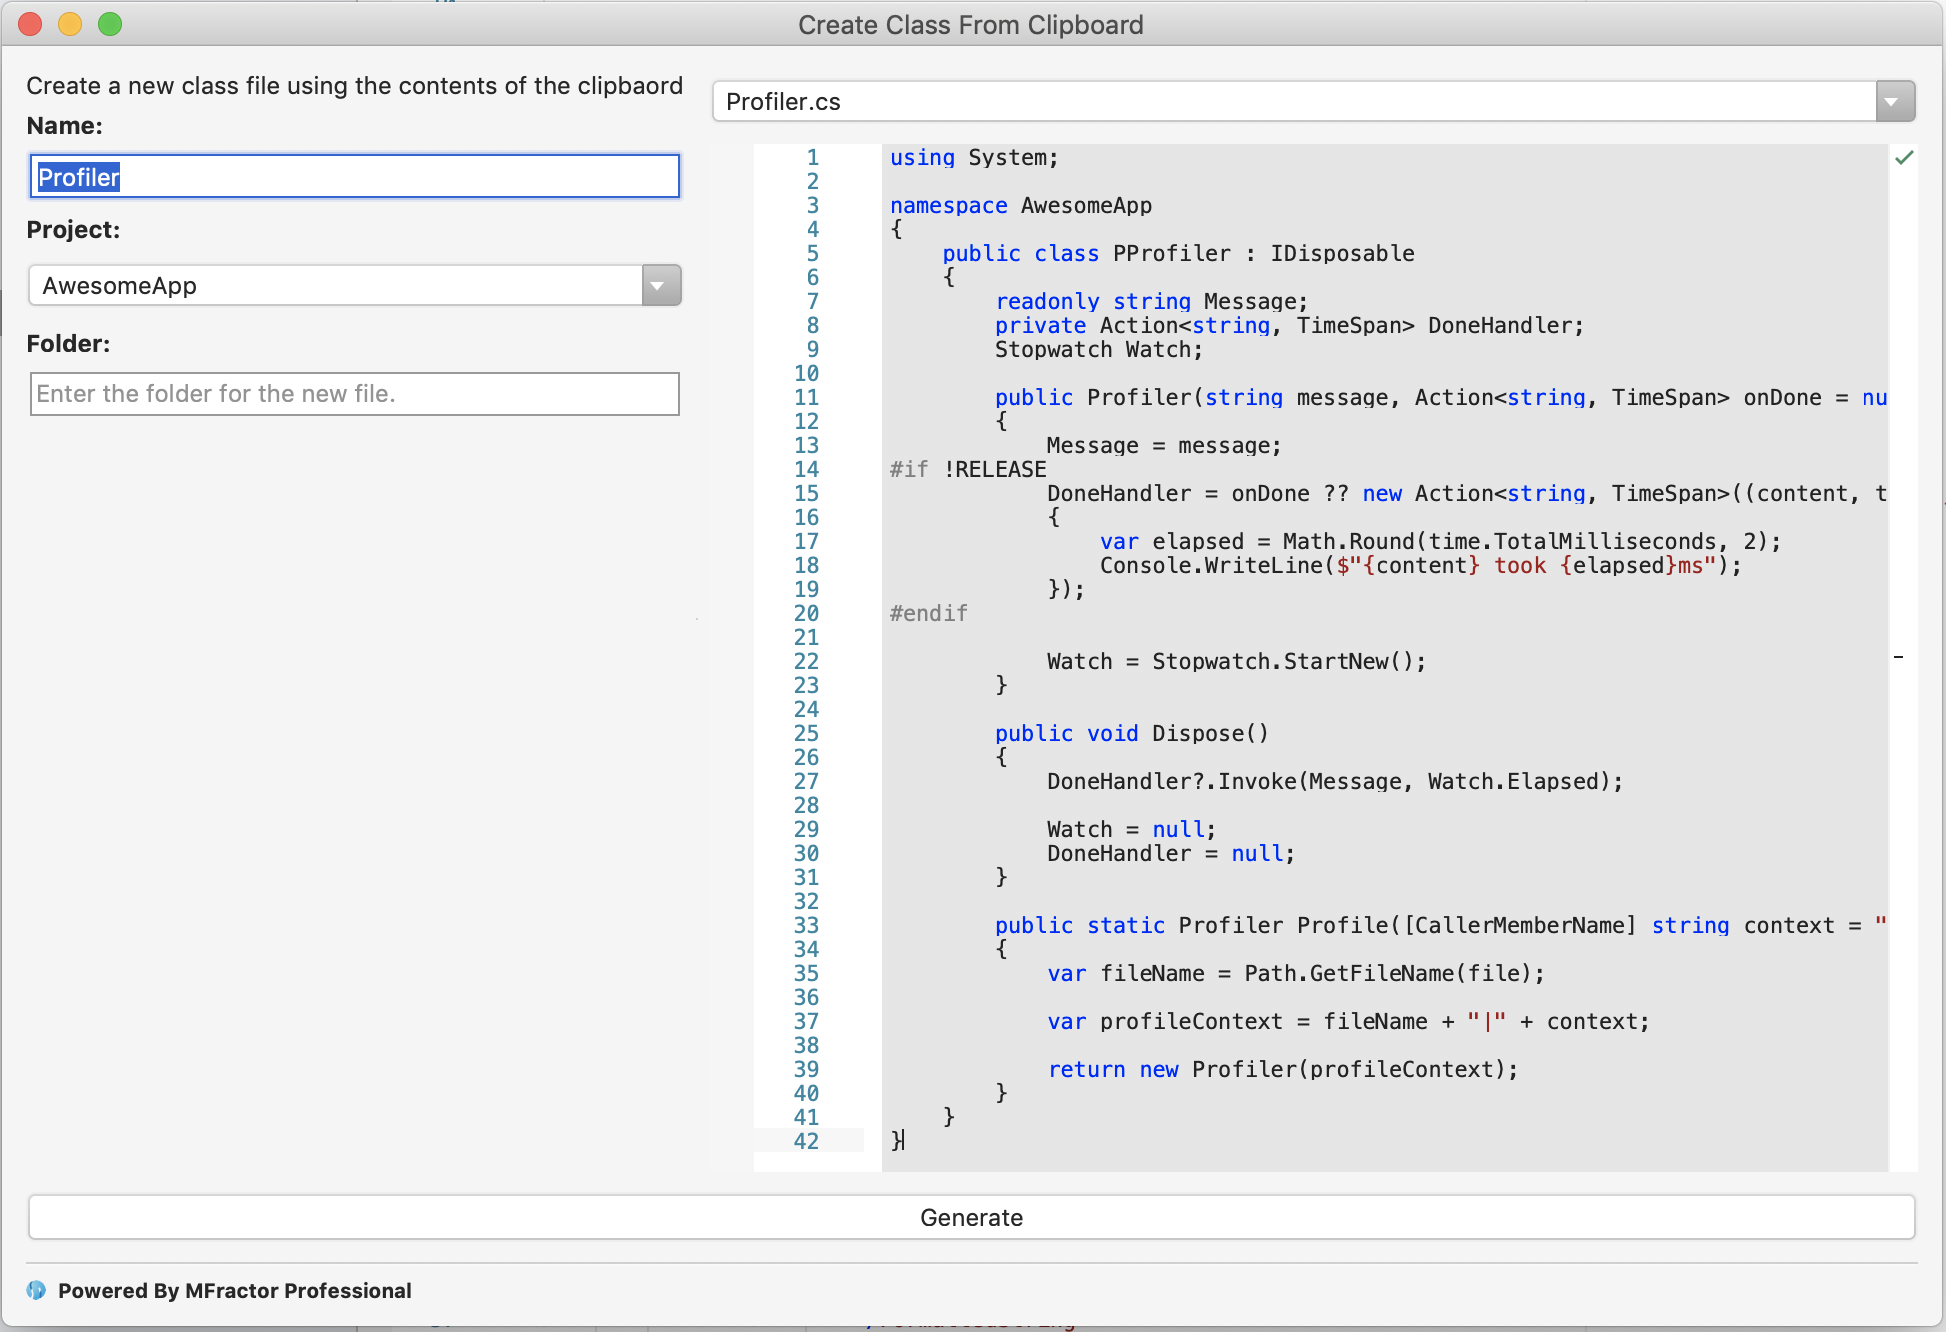 Create Class From Clipboard
Create a new class file using the contents of the clipbaord
Name:
Profiler
Project:
AwesomeApp
Folder:
Enter the folder for the new file.
Profiler.cs
1 using System;
2
3 namespace AwesomeApp
4 {
5 public class PProfiler : IDisposable
6 {
7 readonly string Message;
8 private Action<string, TimeSpan> DoneHandler;
9 Stopwatch Watch;
10
11 public Profiler(string message, Action<string, TimeSpan> onDone = nu
12 {
13 Message = message;
14 #if !RELEASE
15 DoneHandler = onDone ?? new Action<string, TimeSpan>((content, t
16 {
17 var elapsed = Math.Round(time.TotalMilliseconds, 2);
18 Console.WriteLine($"{content} took {elapsed}ms");
19 });
20 #endif
21
22 Watch = Stopwatch.StartNew();
23 }
24
25 public void Dispose()
26 {
27 DoneHandler?.Invoke(Message, Watch.Elapsed);
28
29 Watch = null;
30 DoneHandler = null;
31 }
32
33 public static Profiler Profile([CallerMemberName] string context = "
34 {
35 var fileName = Path.GetFileName(file);
36
37 var profileContext = fileName + "|" + context;
38
39 return new Profiler(profileContext);
40 }
41 }
42 }
Generate
Powered By MFractor Professional